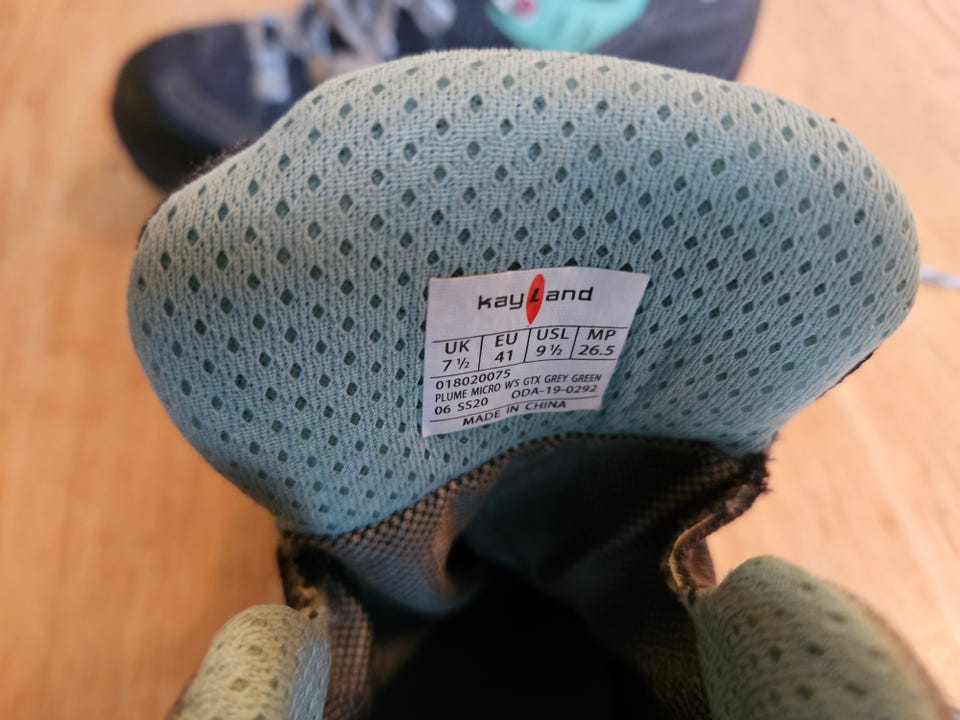 kayland
UK EU USL MP
7 ½ 41 9 ½ 26.5
018020075
PLUME MICRO W'S GTX GREY GREEN
06 SS20 ODA-19-0292
MADE IN CHINA